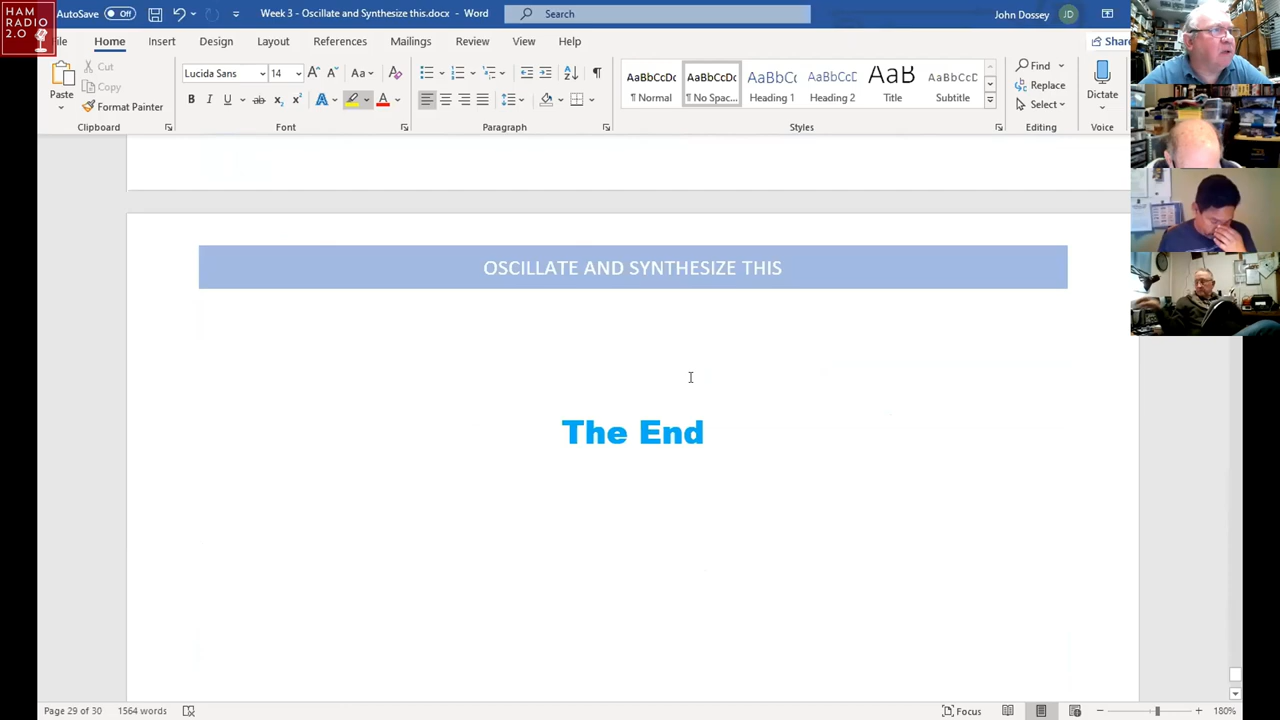 HAM
RADIO
2.0
AutoSave Off
Week 3 - Oscillate and Synthesize this.docx - Word
Search
John Dossey JD
Home Insert Design Layout References Mailings Review View Help
Share
Paste
Cut
Copy
Format Painter
Clipboard
Lucida Sans 14
Font
Paragraph
AaBbCcDc AaBbCcDc AaBbCc AaBbCcD AaB AaBbCcD
¶ Normal ¶ No Spac... Heading 1 Heading 2 Title Subtitle
Styles
Find
Replace
Select
Editing
Dictate
Voice
OSCILLATE AND SYNTHESIZE THIS
The End
Page 29 of 30 1564 words
Focus
180%